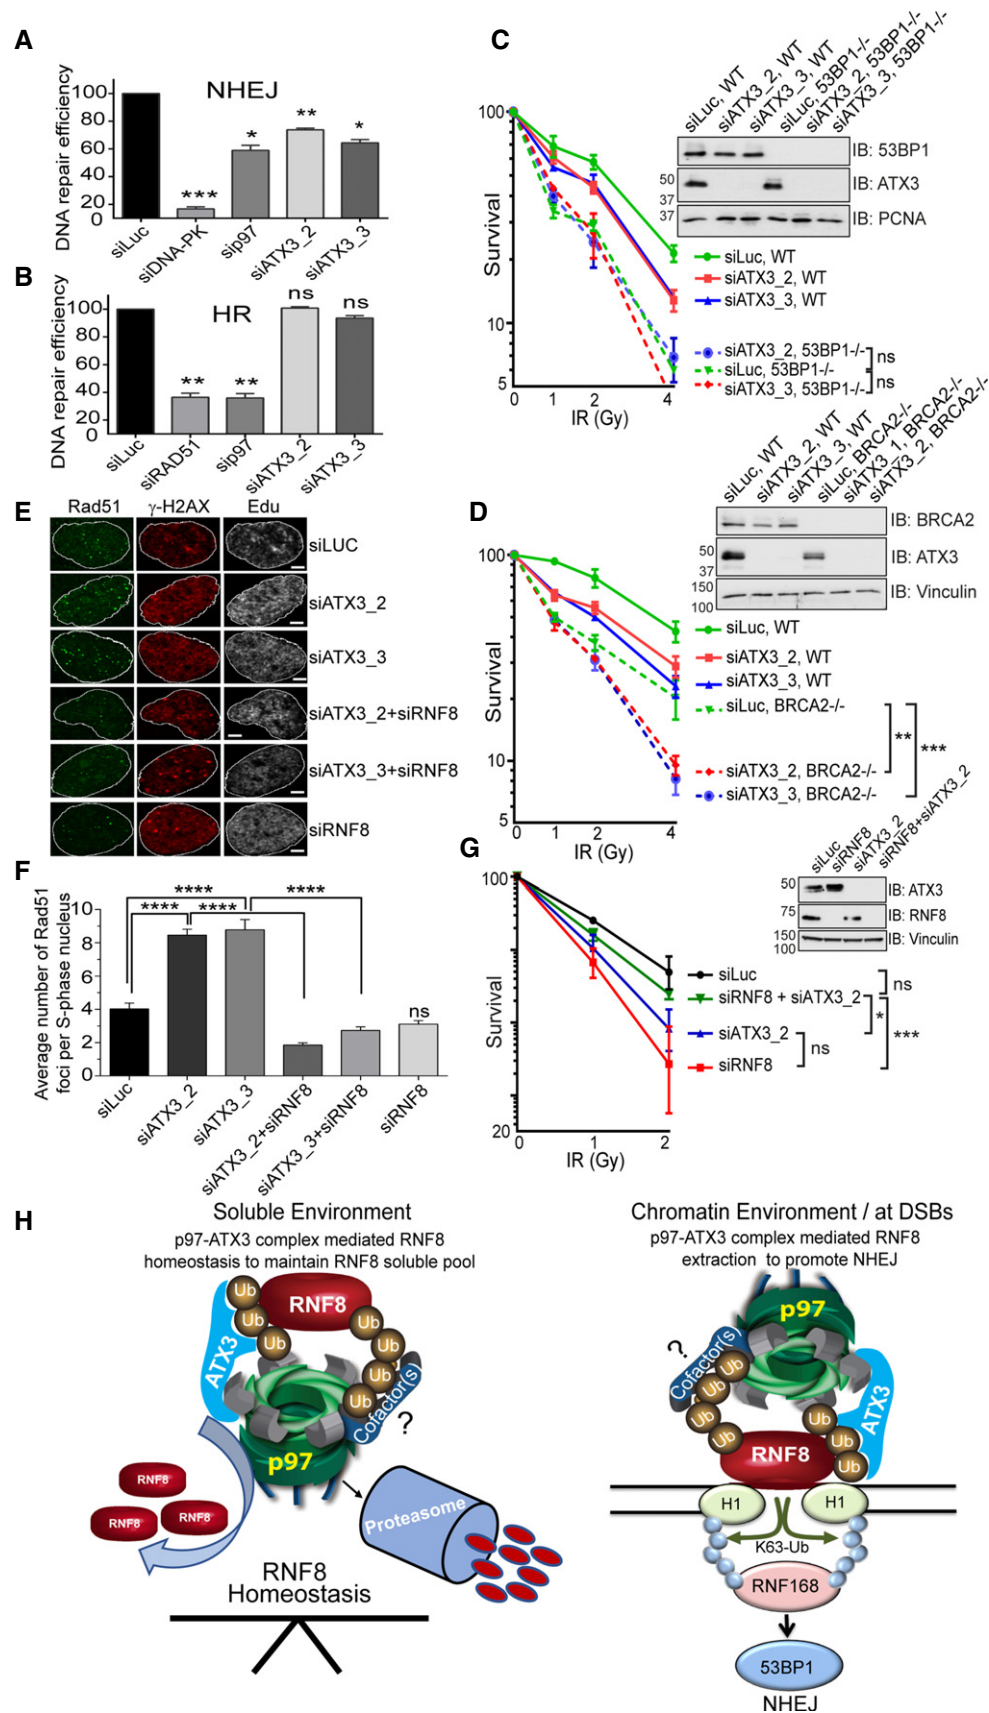 A
NHEJ
DNA repair efficiency
100
60
40
20
0
***
*
**
*
siLuc
siDNA-PK
sip97
siATX3_2
siATX3_3
B
HR
DNA repair efficiency
100
80
60
40
20
0
**
**
ns
ns
siLuc
siRAD51
sip97
siATX3_2
siATX3_3
C
siLuc, WT
siATX3_2, WT
siATX3_3, WT
siLuc, 53BP1-/-
siATX3_2, 53BP1-/-
siATX3_3, 53BP1-/-
IB: 53BP1
50
37
IB: ATX3
37
IB: PCNA
Survival
100
10
5
0
1
2
4
IR (Gy)
siLuc, WT
siATX3_2, WT
siATX3_3, WT
siATX3_2, 53BP1-/-
siLuc, 53BP1-/-
siATX3_3, 53BP1-/-
ns
ns
D
siLuc, WT
siATX3_2, WT
siATX3_3, WT
siLuc, BRCA2-/-
siATX3_1, BRCA2-/-
siATX3_2, BRCA2-/-
IB: BRCA2
50
37
IB: ATX3
150
100
IB: Vinculin
Survival
100
10
5
0
1
2
4
IR (Gy)
siLuc, WT
siATX3_2, WT
siATX3_3, WT
siLuc, BRCA2-/-
siATX3_2, BRCA2-/-
siATX3_3, BRCA2-/-
**
***
E
Rad51
γ-H2AX
Edu
siLUC
siATX3_2
siATX3_3
siATX3_2+siRNF8
siATX3_3+siRNF8
siRNF8
F
Average number of Rad51
foci per S-phase nucleus
8
6
4
2
0
****
****
****
****
ns
siLuc
siATX3_2
siATX3_3
siATX3_2+siRNF8
siATX3_3+siRNF8
siRNF8
G
siLuc
siRNF8
siATX3_2
siRNF8+siATX3_2
50
IB: ATX3
75
IB: RNF8
150
100
IB: Vinculin
Survival
100
20
0
1
2
IR (Gy)
siLuc
siRNF8 + siATX3_2
siATX3_2
siRNF8
ns
*
***
ns
H
Soluble Environment
p97-ATX3 complex mediated RNF8
homeostasis to maintain RNF8 soluble pool
Ub
Ub
Ub
RNF8
Ub
Ub
Ub
ATX3
Cofactor(s)
?
p97
RNF8
RNF8
RNF8
Proteasome
RNF8
Homeostasis
Chromatin Environment / at DSBs
p97-ATX3 complex mediated RNF8
extraction to promote NHEJ
p97
?
Cofactor(s)
Ub
Ub
Ub
Ub
Ub
Ub
Ub
ATX3
RNF8
H1
H1
K63-Ub
RNF168
53BP1
NHEJ